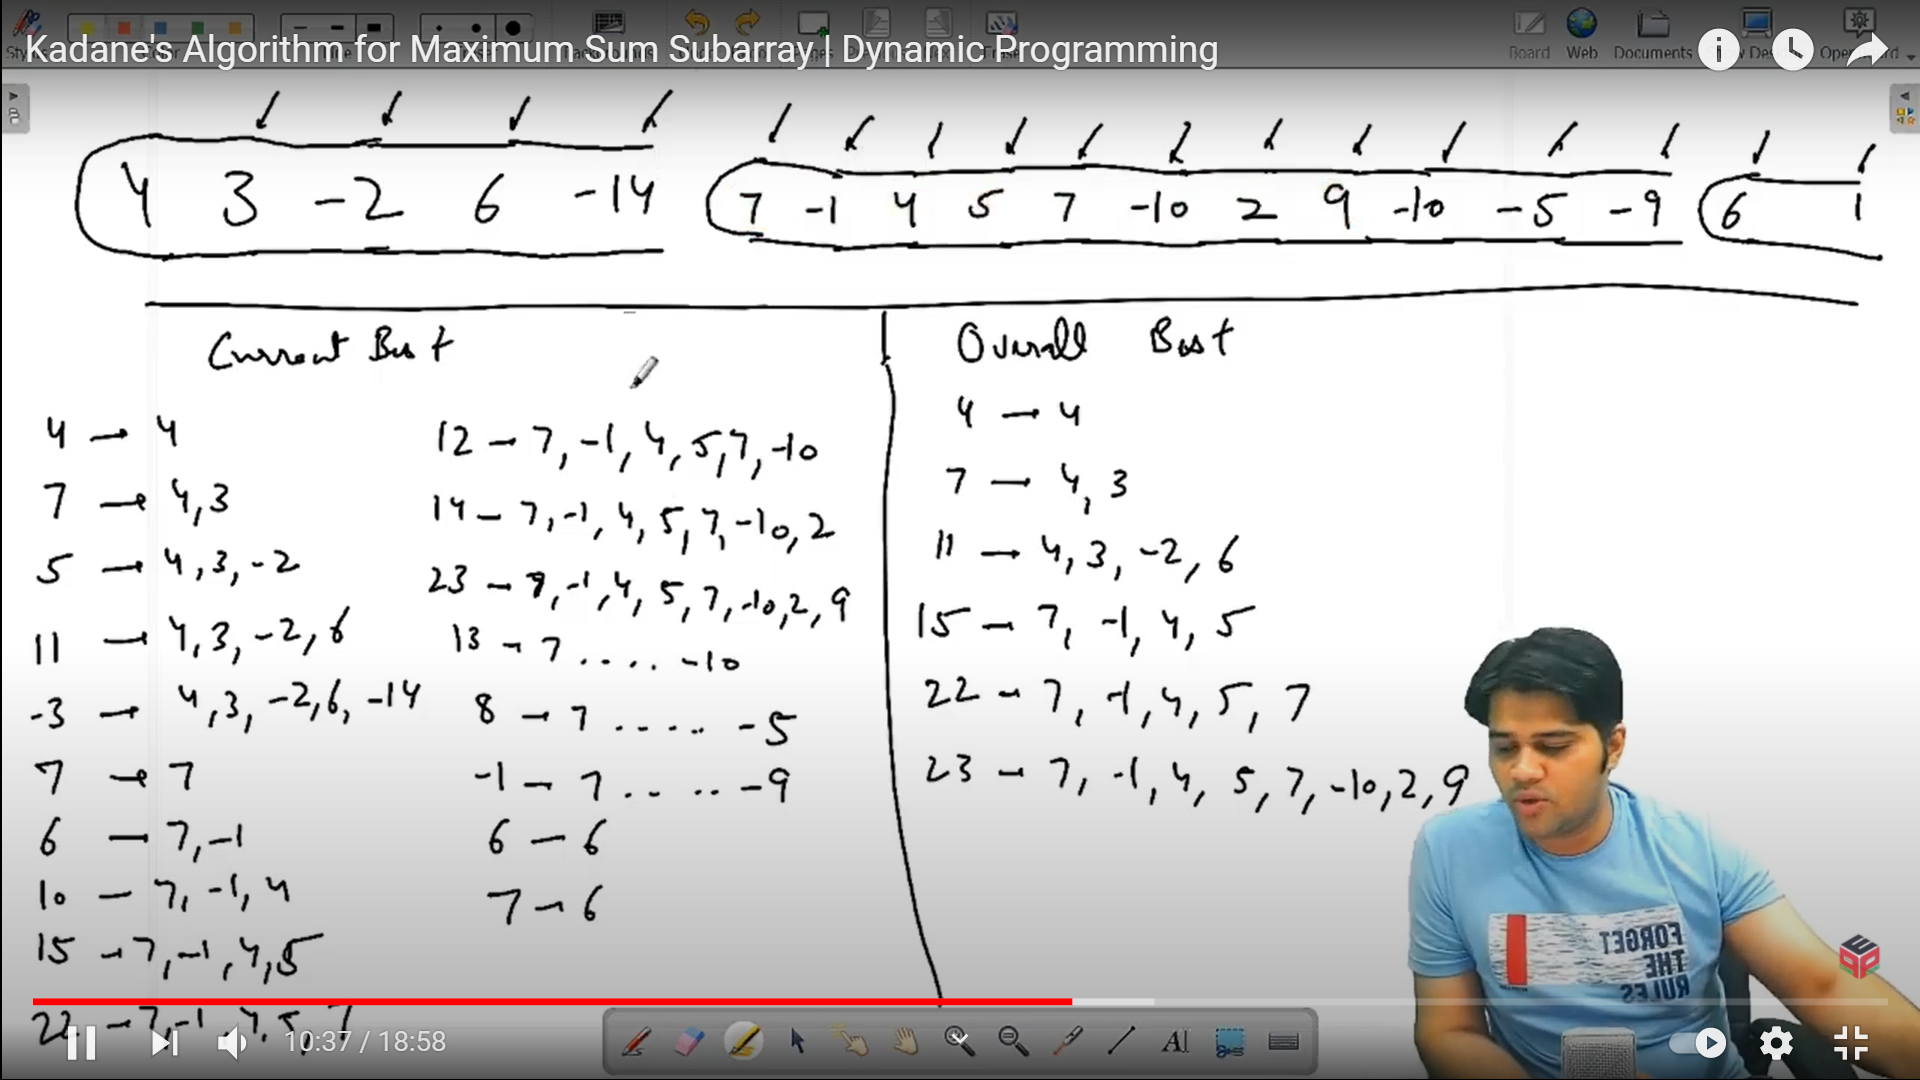 Kadane's Algorithm for Maximum Sum Subarray | Dynamic Programming
Board Web Documents
4 3 -2 6 -14 7 -1 4 5 7 -10 2 9 -10 -5 -9 6 1
Current Best
4 → 4
7 → 4,3
5 → 4,3,-2
11 → 4,3,-2,6
-3 → 4,3,-2,6,-14
7 → 7
6 → 7,-1
10 - 7,-1,4
15 - 7,-1,4,5
22 - 7,-1,4,5,7
12 - 7,-1,4,5,7,-10
14 - 7,-1,4,5,7,-10,2
23 - 7,-1,4,5,7,-10,2,9
13 - 7 .... -10
8 - 7 ..... -5
-1 - 7 .. ... -9
6 - 6
7 - 6
Overall Best
4 → 4
7 → 4,3
11 → 4,3,-2,6
15 - 7,-1,4,5
22 - 7,-1,4,5,7
23 - 7,-1,4,5,7,-10,2,9
FORGET
THE
RULES
10:37 / 18:58